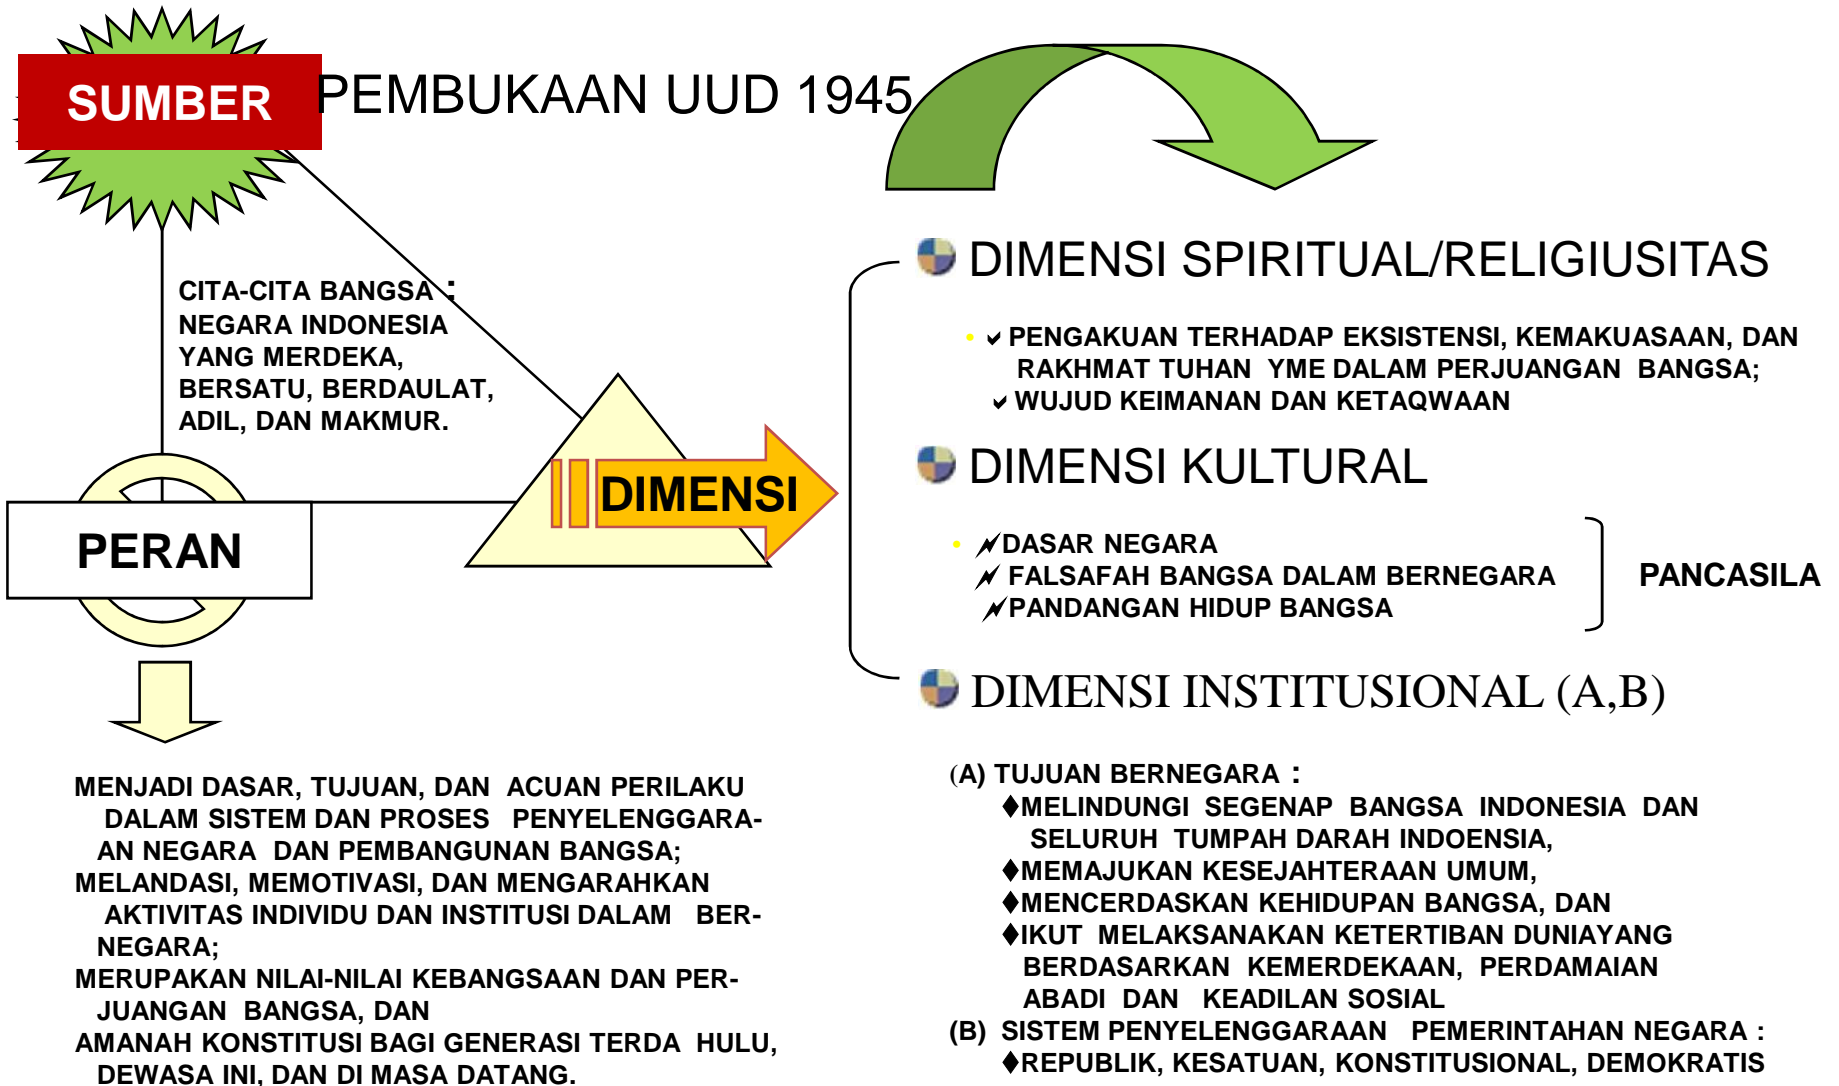 SUMBER
PEMBUKAAN UUD 1945
CITA-CITA BANGSA :
NEGARA INDONESIA
YANG MERDEKA,
BERSATU, BERDAULAT,
ADIL, DAN MAKMUR.
PERAN
DIMENSI
MENJADI DASAR, TUJUAN, DAN ACUAN PERILAKU
DALAM SISTEM DAN PROSES PENYELENGGARA-
AN NEGARA DAN PEMBANGUNAN BANGSA;
MELANDASI, MEMOTIVASI, DAN MENGARAHKAN
AKTIVITAS INDIVIDU DAN INSTITUSI DALAM BER-
NEGARA;
MERUPAKAN NILAI-NILAI KEBANGSAAN DAN PER-
JUANGAN BANGSA, DAN
AMANAH KONSTITUSI BAGI GENERASI TERDA HULU,
DEWASA INI, DAN DI MASA DATANG.
DIMENSI SPIRITUAL/RELIGIUSITAS
PENGAKUAN TERHADAP EKSISTENSI, KEMAKUASAAN, DAN
RAKHMAT TUHAN YME DALAM PERJUANGAN BANGSA;
WUJUD KEIMANAN DAN KETAQWAAN
DIMENSI KULTURAL
DASAR NEGARA
FALSAFAH BANGSA DALAM BERNEGARA
PANDANGAN HIDUP BANGSA
PANCASILA
DIMENSI INSTITUSIONAL (A,B)
(A) TUJUAN BERNEGARA :
♦MELINDUNGI SEGENAP BANGSA INDONESIA DAN
SELURUH TUMPAH DARAH INDOENSIA,
♦MEMAJUKAN KESEJAHTERAAN UMUM,
♦MENCERDASKAN KEHIDUPAN BANGSA, DAN
♦IKUT MELAKSANAKAN KETERTIBAN DUNIAYANG
BERDASARKAN KEMERDEKAAN, PERDAMAIAN
ABADI DAN KEADILAN SOSIAL
(B) SISTEM PENYELENGGARAAN PEMERINTAHAN NEGARA :
♦REPUBLIK, KESATUAN, KONSTITUSIONAL, DEMOKRATIS